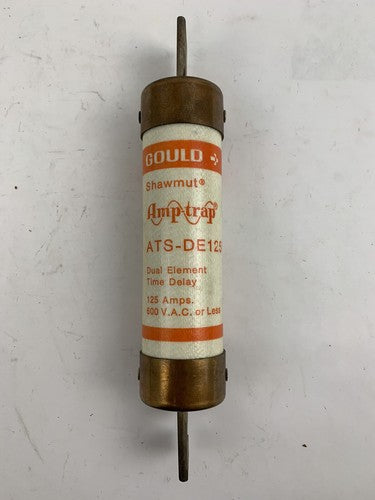 GOULD
Shawmut®
Amp-trap®
ATS-DE125
Dual Element
Time Delay
125 Amps.
600 V.A.C. or Less